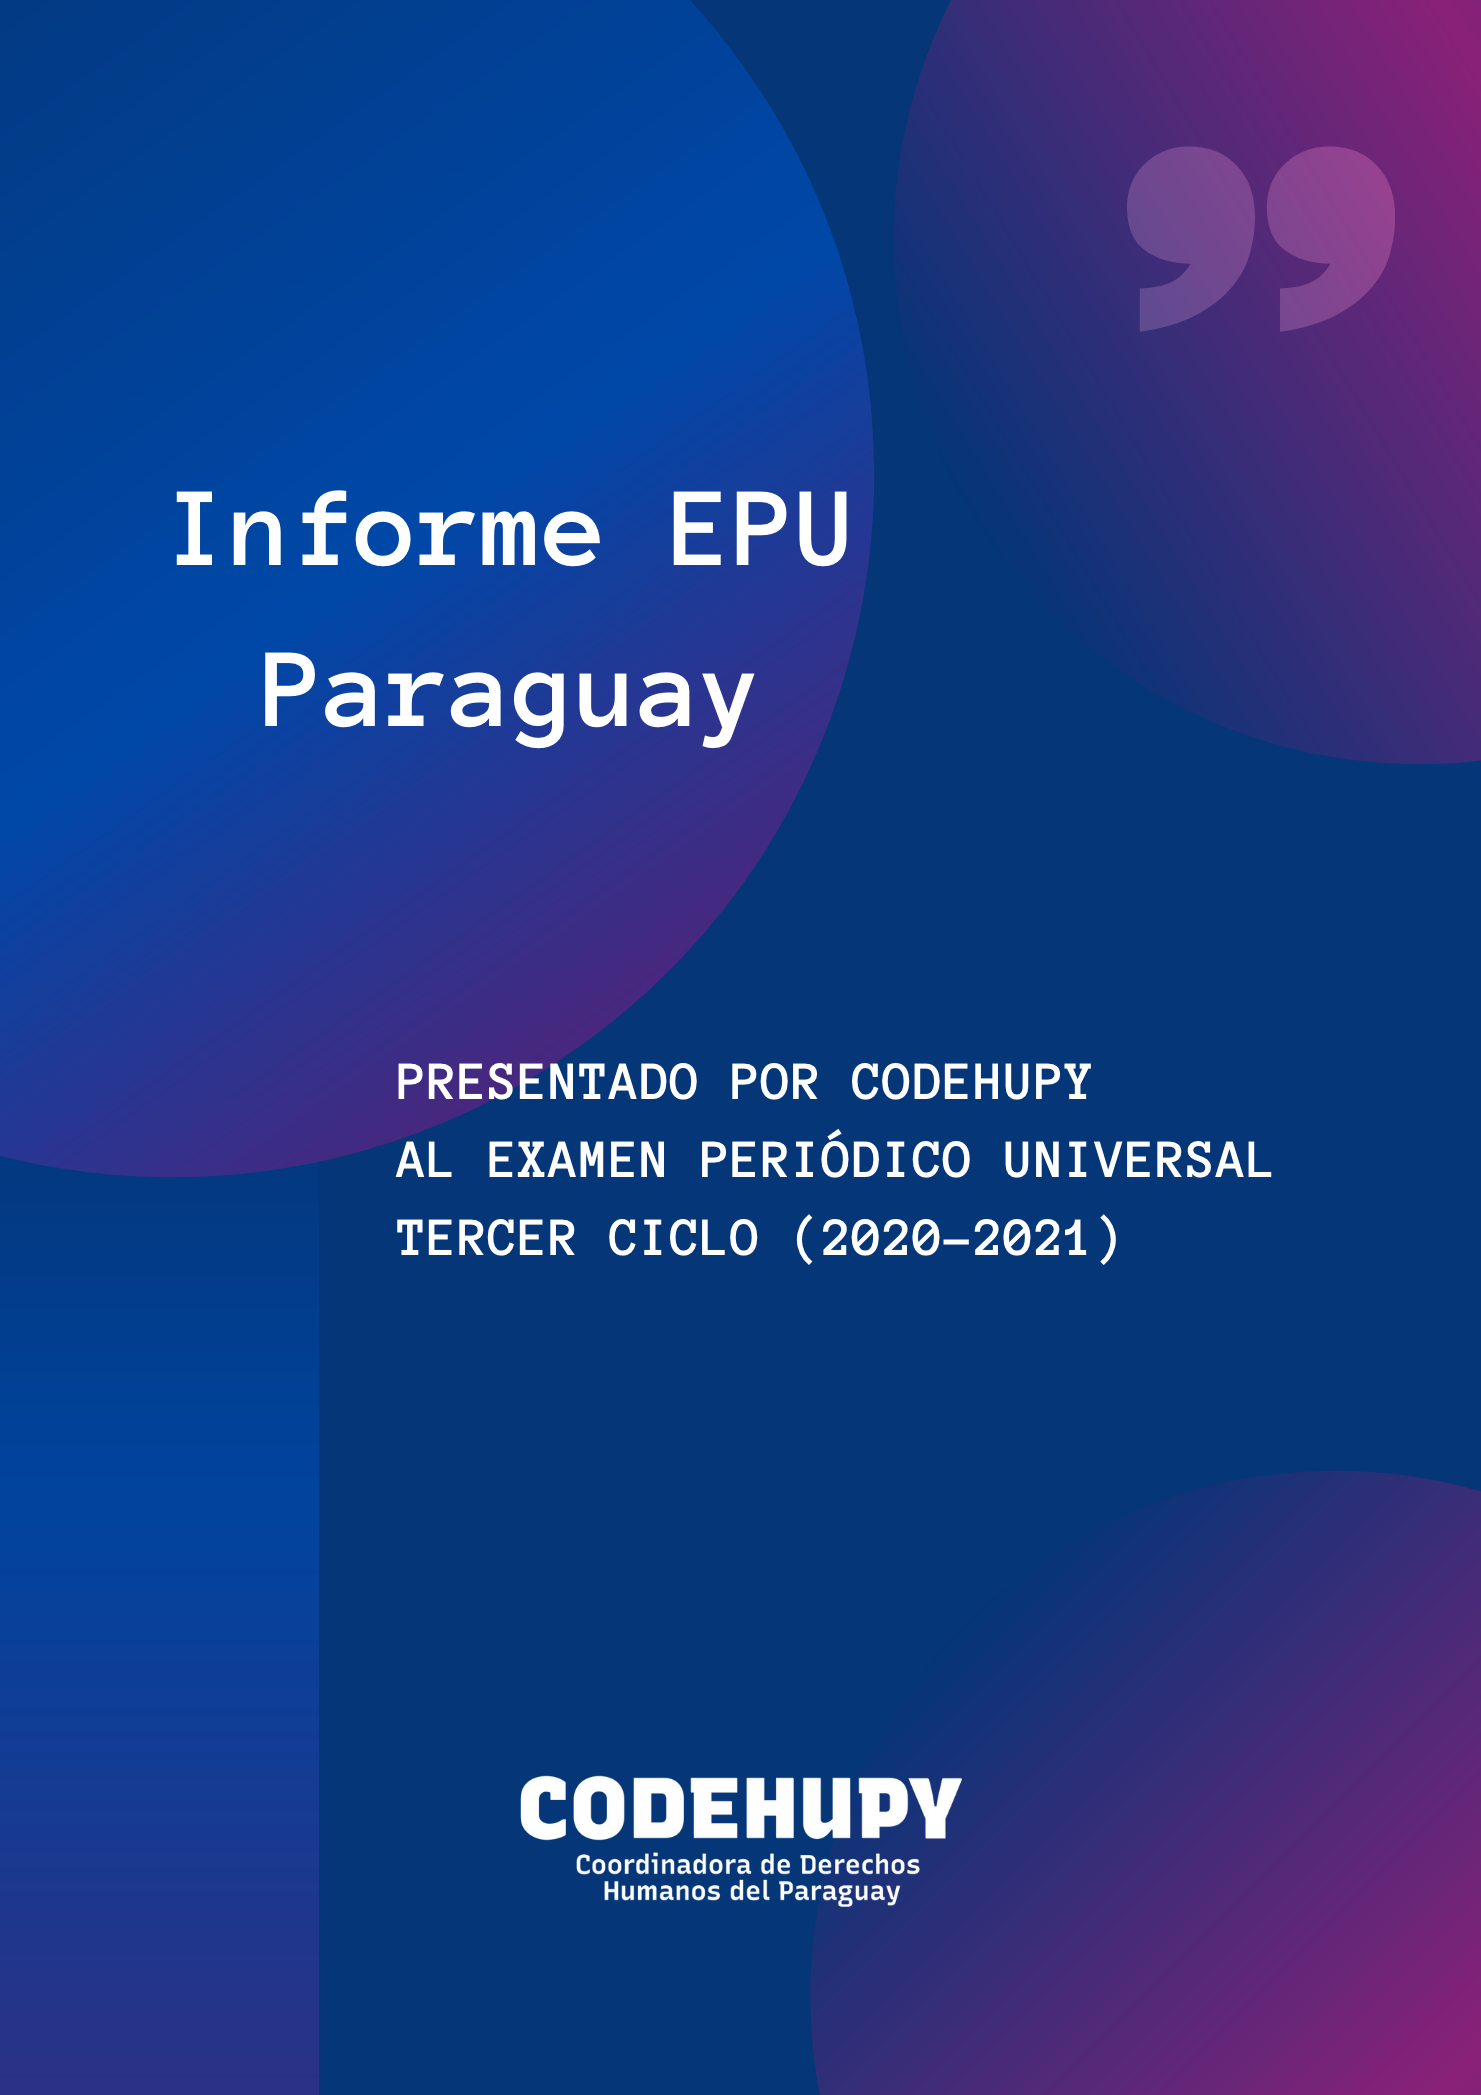 Informe EPU
Paraguay
PRESENTADO POR CODEHUPY
AL EXAMEN PERIÓDICO UNIVERSAL
TERCER CICLO (2020-2021)
CODEHUPY
Coordinadora de Derechos
Humanos del Paraguay